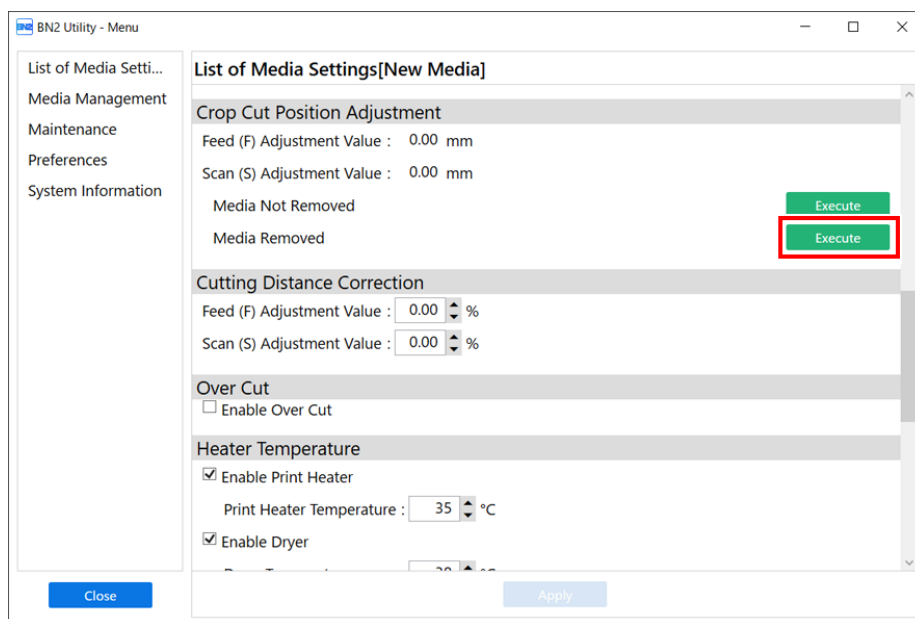 BN2 BN2 Utility - Menu
List of Media Setti...
Media Management
Maintenance
Preferences
System Information
List of Media Settings[New Media]
Crop Cut Position Adjustment
Feed (F) Adjustment Value : 0.00 mm
Scan (S) Adjustment Value : 0.00 mm
Media Not Removed Execute
Media Removed Execute
Cutting Distance Correction
Feed (F) Adjustment Value : 0.00 %
Scan (S) Adjustment Value : 0.00 %
Over Cut
Enable Over Cut
Heater Temperature
Enable Print Heater
Print Heater Temperature : 35 °C
Enable Dryer
Close
Apply